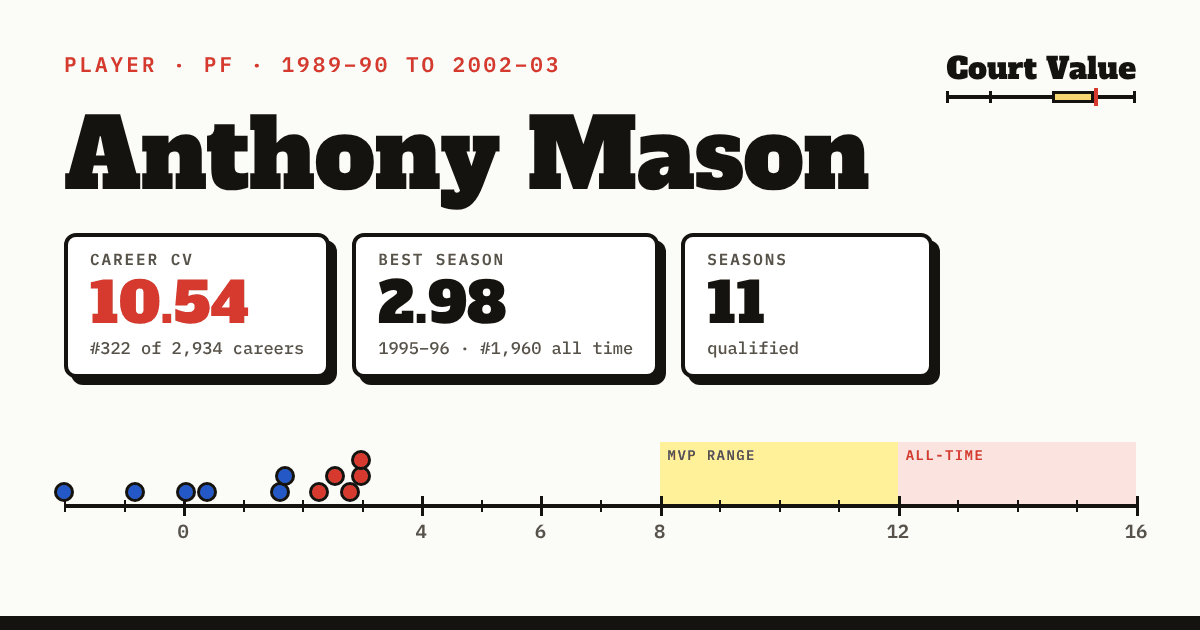 PLAYER · PF · 1989–90 TO 2002–03
Court Value
Anthony Mason
CAREER CV
10.54
#322 of 2,934 careers
BEST SEASON
2.98
1995–96 · #1,960 all time
SEASONS
11
qualified
MVP RANGE
ALL-TIME
0 4 6 8 12 16